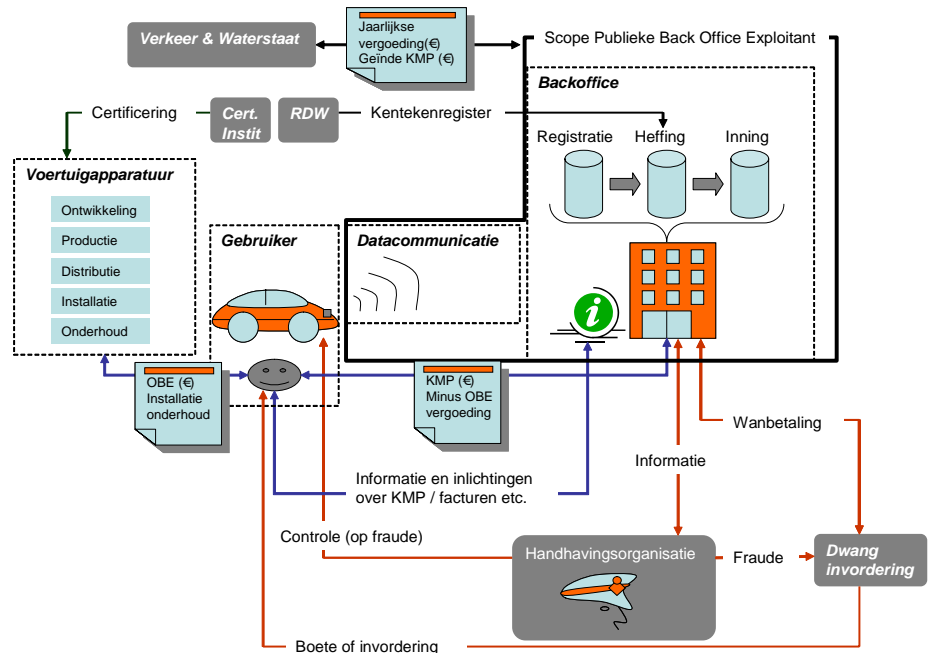 Verkeer & Waterstaat
Jaarlijkse
vergoeding(€)
Geïnde KMP (€)
Scope Publieke Back Office Exploitant
Backoffice
Certificering
Cert.
Instit
RDW
Kentekenregister
Registratie
Heffing
Inning
Voertuigapparatuur
Ontwikkeling
Productie
Distributie
Installatie
Onderhoud
Gebruiker
Datacommunicatie
i
OBE (€)
Installatie
onderhoud
KMP (€)
Minus OBE
vergoeding
Wanbetaling
Informatie
Informatie en inlichtingen
over KMP / facturen etc.
Controle (op fraude)
Handhavingsorganisatie
Fraude
Dwang
invordering
Boete of invordering